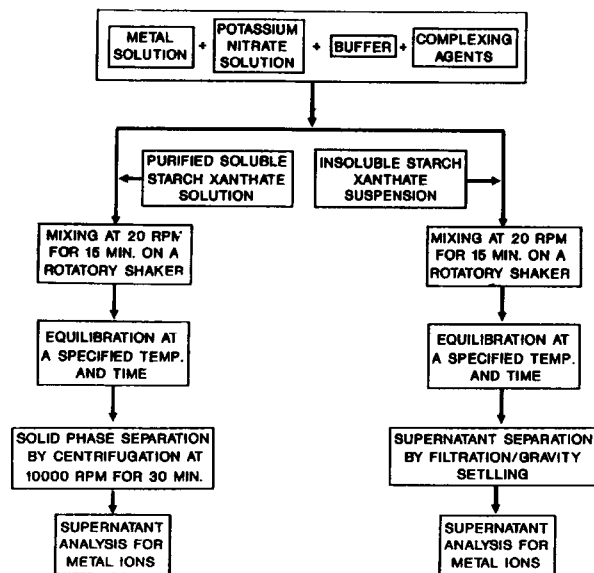 METAL SOLUTION
+
POTASSIUM NITRATE SOLUTION
+
BUFFER
+
COMPLEXING AGENTS
PURIFIED SOLUBLE
STARCH XANTHATE
SOLUTION
INSOLUBLE STARCH
XANTHATE
SUSPENSION
MIXING AT 20 RPM
FOR 15 MIN. ON A
ROTATORY SHAKER
MIXING AT 20 RPM
FOR 15 MIN. ON A
ROTATORY SHAKER
EQUILIBRATION AT
A SPECIFIED TEMP.
AND TIME
EQUILIBRATION AT
A SPECIFIED TEMP.
AND TIME
SOLID PHASE SEPARATION
BY CENTRIFUGATION AT
10000 RPM FOR 30 MIN.
SUPERNATANT SEPARATION
BY FILTRATION/GRAVITY
SETLLING
SUPERNATANT
ANALYSIS FOR
METAL IONS
SUPERNATANT
ANALYSIS FOR
METAL IONS